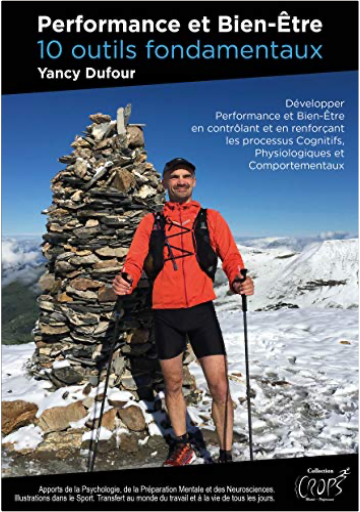 Performance et Bien-Être
10 outils fondamentaux
Yancy Dufour
Développer
Performance et Bien-Être
en contrôlant et en renforçant
les processus Cognitifs,
Physiologiques et
Comportementaux
Collection
CROPS
Apports de la Psychologie, de la Préparation Mentale et des Neurosciences.
Illustrations dans le Sport. Transfert au monde du travail et à la vie de tous les jours.